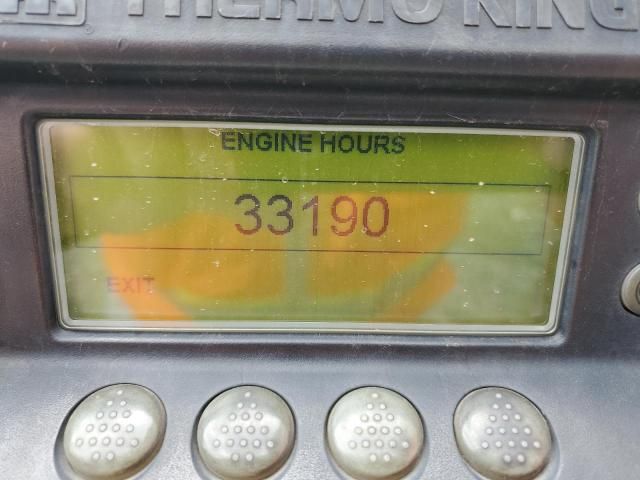 THERMO KING
ENGINE HOURS
33190
EXIT